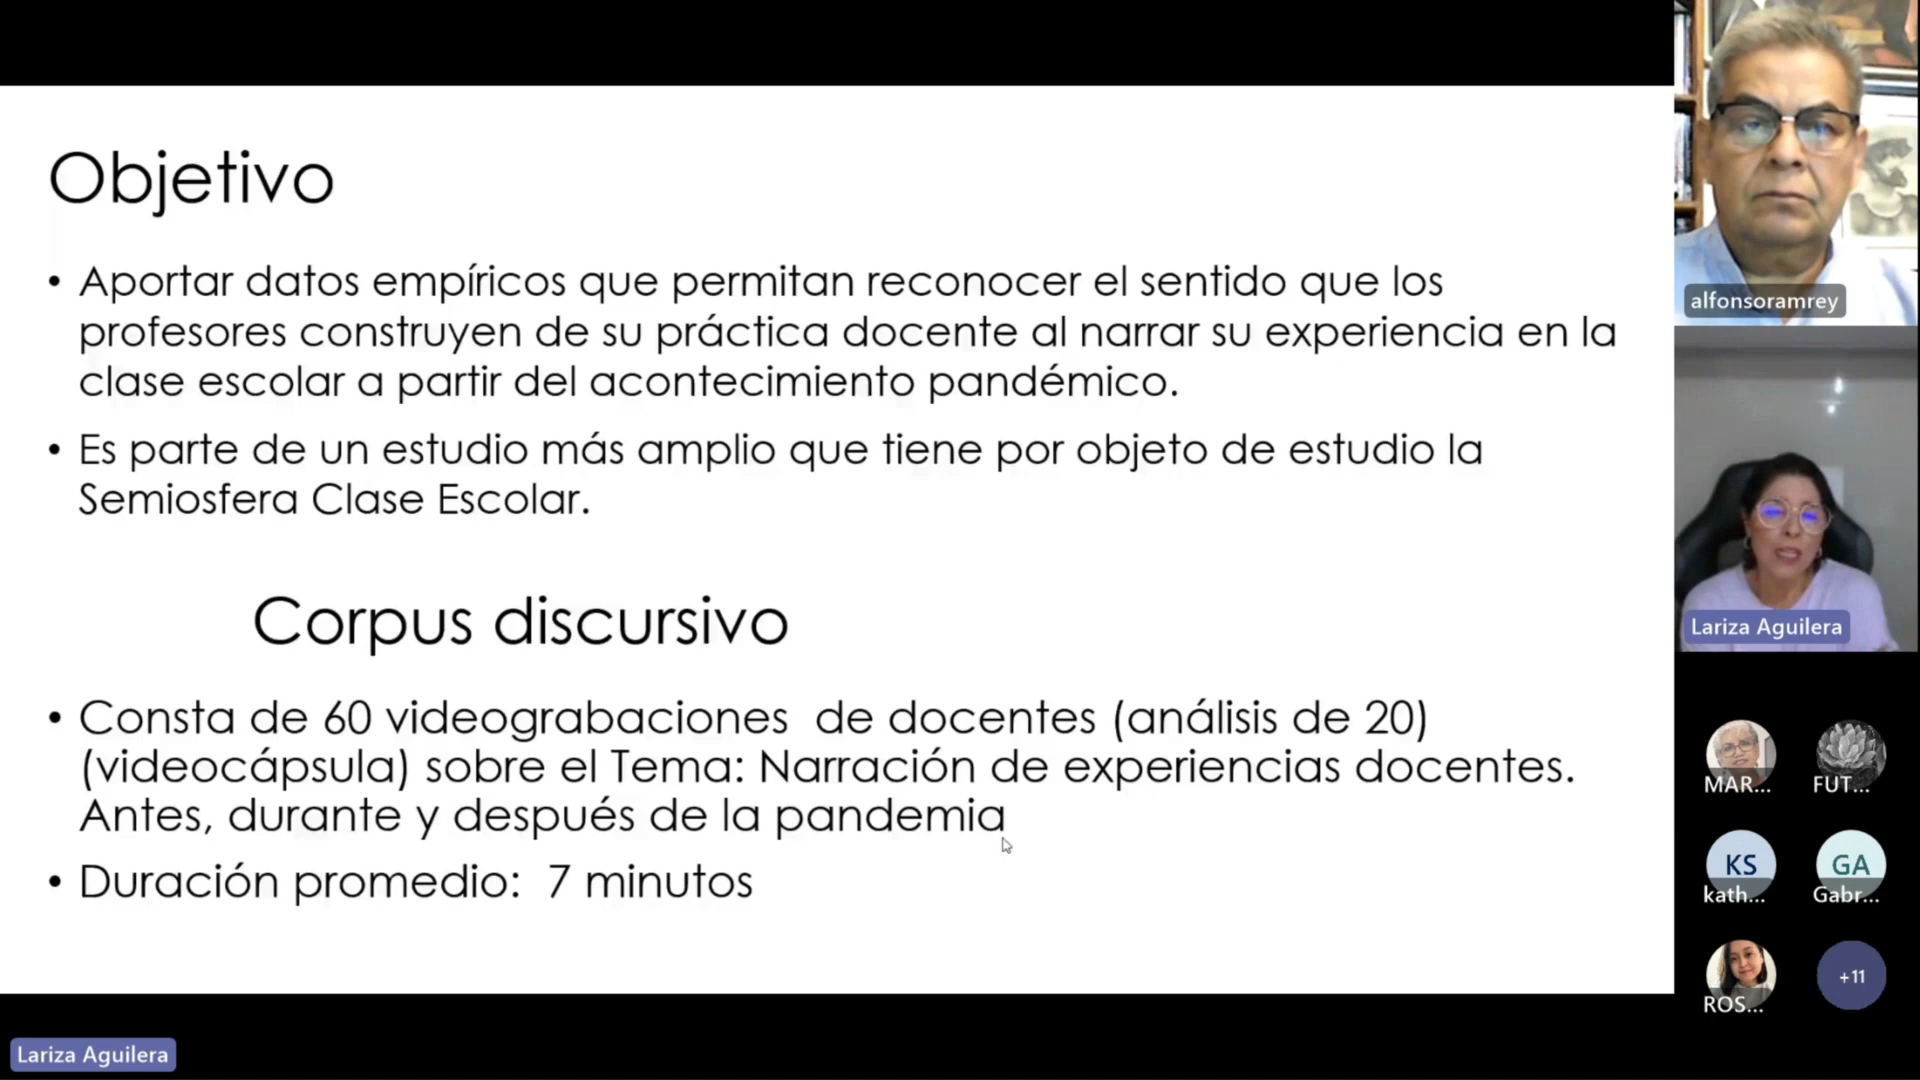 Objetivo
• Aportar datos empíricos que permitan reconocer el sentido que los
profesores construyen de su práctica docente al narrar su experiencia en la
clase escolar a partir del acontecimiento pandémico.
• Es parte de un estudio más amplio que tiene por objeto de estudio la
Semiosfera Clase Escolar.
Corpus discursivo
• Consta de 60 videograbaciones de docentes (análisis de 20)
(videocápsula) sobre el Tema: Narración de experiencias docentes.
Antes, durante y después de la pandemia
• Duración promedio: 7 minutos
Lariza Aguilera
alfonsoramrey
Lariza Aguilera
MAR...
FUT...
KS
kath...
GA
Gabr...
ROS...
+11